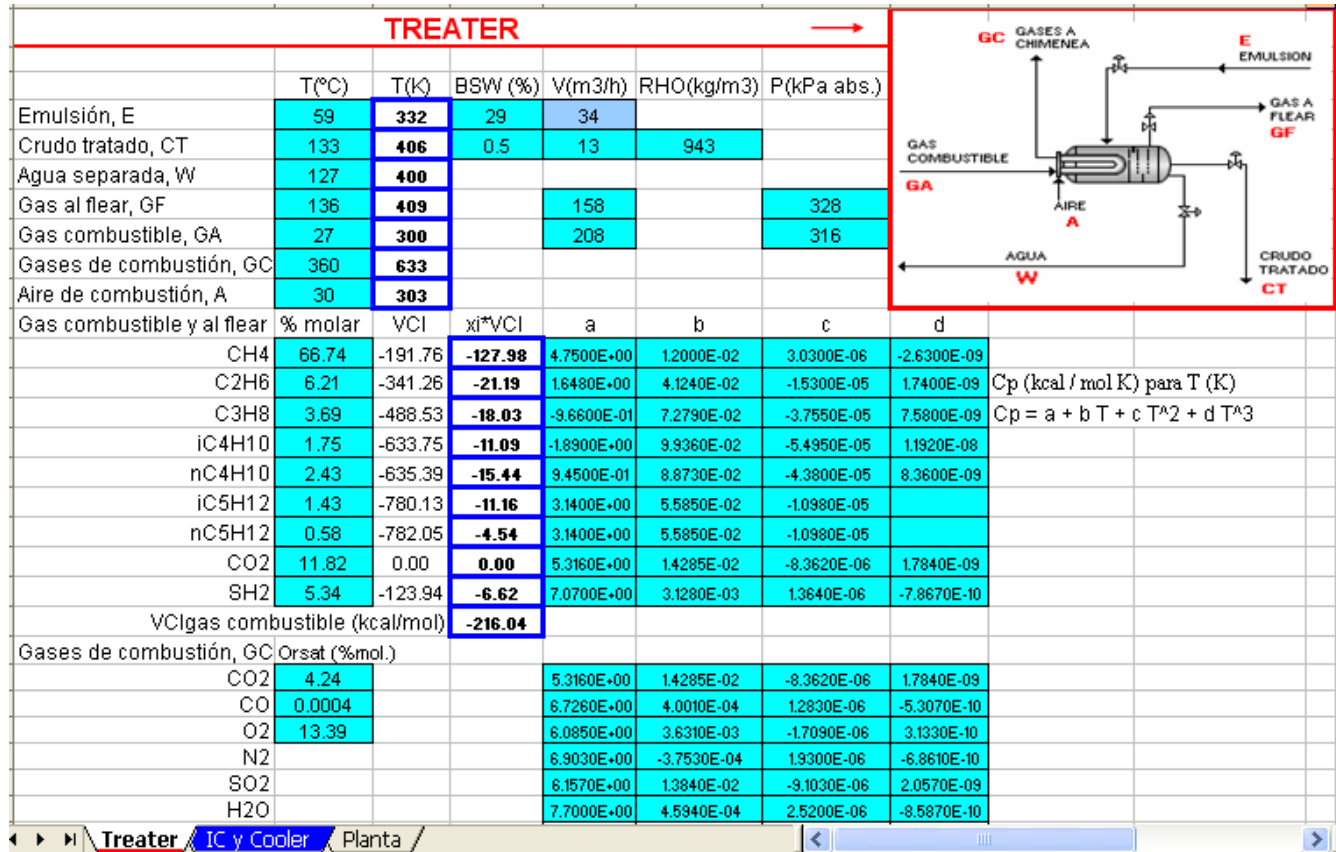 TREATER
GC GASES A CHIMENEA
E EMULSION
GAS A FLEAR GF
GAS COMBUSTIBLE GA
AIRE A
AGUA W
CRUDO TRATADO CT
T(ºC) T(K) BSW (%) V(m3/h) RHO(kg/m3) P(kPa abs.)
Emulsión, E 59 332 29 34
Crudo tratado, CT 133 406 0.5 13 943
Agua separada, W 127 400
Gas al flear, GF 136 409 158 328
Gas combustible, GA 27 300 208 316
Gases de combustión, GC 360 633
Aire de combustión, A 30 303
Gas combustible y al flear % molar VCI xi*VCI a b c d
CH4 66.74 -191.76 -127.98 4.7500E+00 1.2000E-02 3.0300E-06 -2.6300E-09
C2H6 6.21 -341.26 -21.19 1.6480E+00 4.1240E-02 -1.5300E-05 1.7400E-09 Cp (kcal / mol K) para T (K)
C3H8 3.69 -488.53 -18.03 -9.6600E-01 7.2790E-02 -3.7550E-05 7.5800E-09 Cp = a + b T + c T^2 + d T^3
iC4H10 1.75 -633.75 -11.09 -1.8900E+00 9.9360E-02 -5.4950E-05 1.1920E-08
nC4H10 2.43 -635.39 -15.44 9.4500E-01 8.8730E-02 -4.3800E-05 8.3600E-09
iC5H12 1.43 -780.13 -11.16 3.1400E+00 5.5850E-02 -1.0980E-05
nC5H12 0.58 -782.05 -4.54 3.1400E+00 5.5850E-02 -1.0980E-05
CO2 11.82 0.00 0.00 5.3160E+00 1.4285E-02 -8.3620E-06 1.7840E-09
SH2 5.34 -123.94 -6.62 7.0700E+00 3.1280E-03 1.3640E-06 -7.8670E-10
VCIgas combustible (kcal/mol) -216.04
Gases de combustión, GC Orsat (%mol.)
CO2 4.24 5.3160E+00 1.4285E-02 -8.3620E-06 1.7840E-09
CO 0.0004 6.7260E+00 4.0010E-04 1.2830E-06 -5.3070E-10
O2 13.39 6.0850E+00 3.6310E-03 -1.7090E-06 3.1330E-10
N2 6.9030E+00 -3.7530E-04 1.9300E-06 -6.8610E-10
SO2 6.1570E+00 1.3840E-02 -9.1030E-06 2.0570E-09
H2O 7.7000E+00 4.5940E-04 2.5200E-06 -8.5870E-10
Treater IC y Cooler Planta